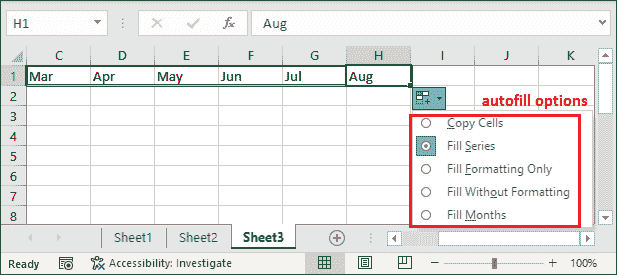 H1 fx Aug
C D E F G H I J K
1 Mar Apr May Jun Jul Aug
2 autofill options
3 Copy Cells
4 Fill Series
5 Fill Formatting Only
6
7 Fill Without Formatting
8 Fill Months
Sheet1 Sheet2 Sheet3
Ready Accessibility: Investigate 100%